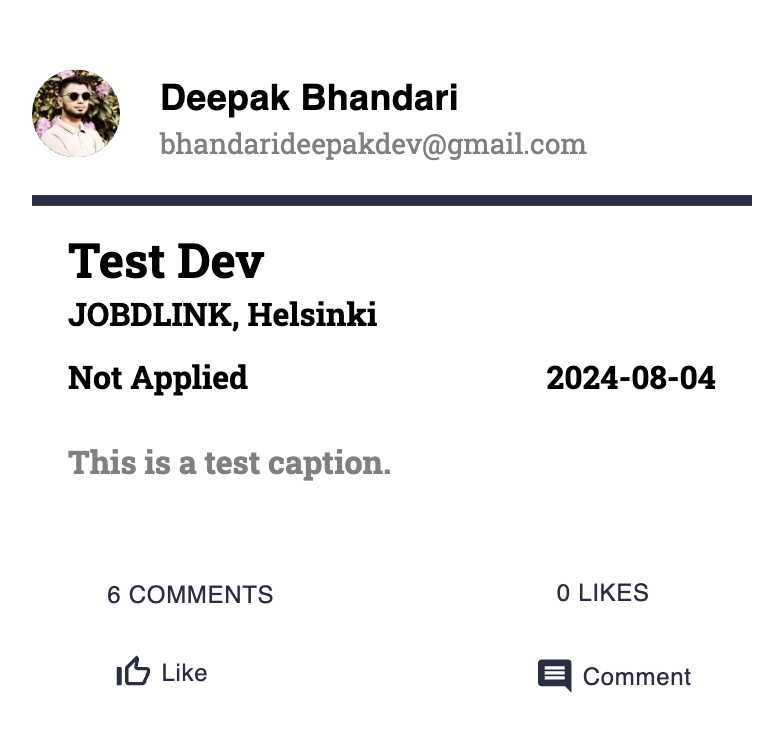 Deepak Bhandari
bhandarideepakdev@gmail.com
Test Dev
JOBDLINK, Helsinki
Not Applied 2024-08-04
This is a test caption.
6 COMMENTS 0 LIKES
Like Comment